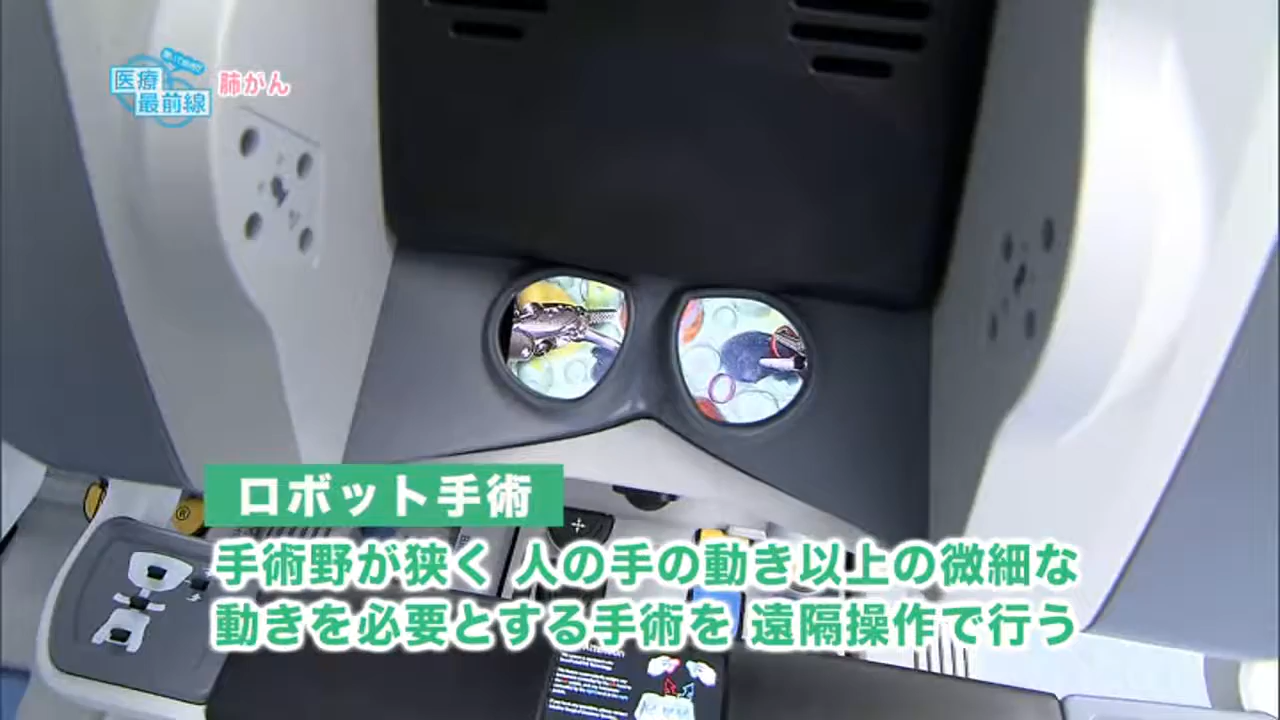 医療
最前線
肺がん
ロボット手術
手術野が狭く 人の手の動き以上の微細な
動きを必要とする手術を 遠隔操作で行う